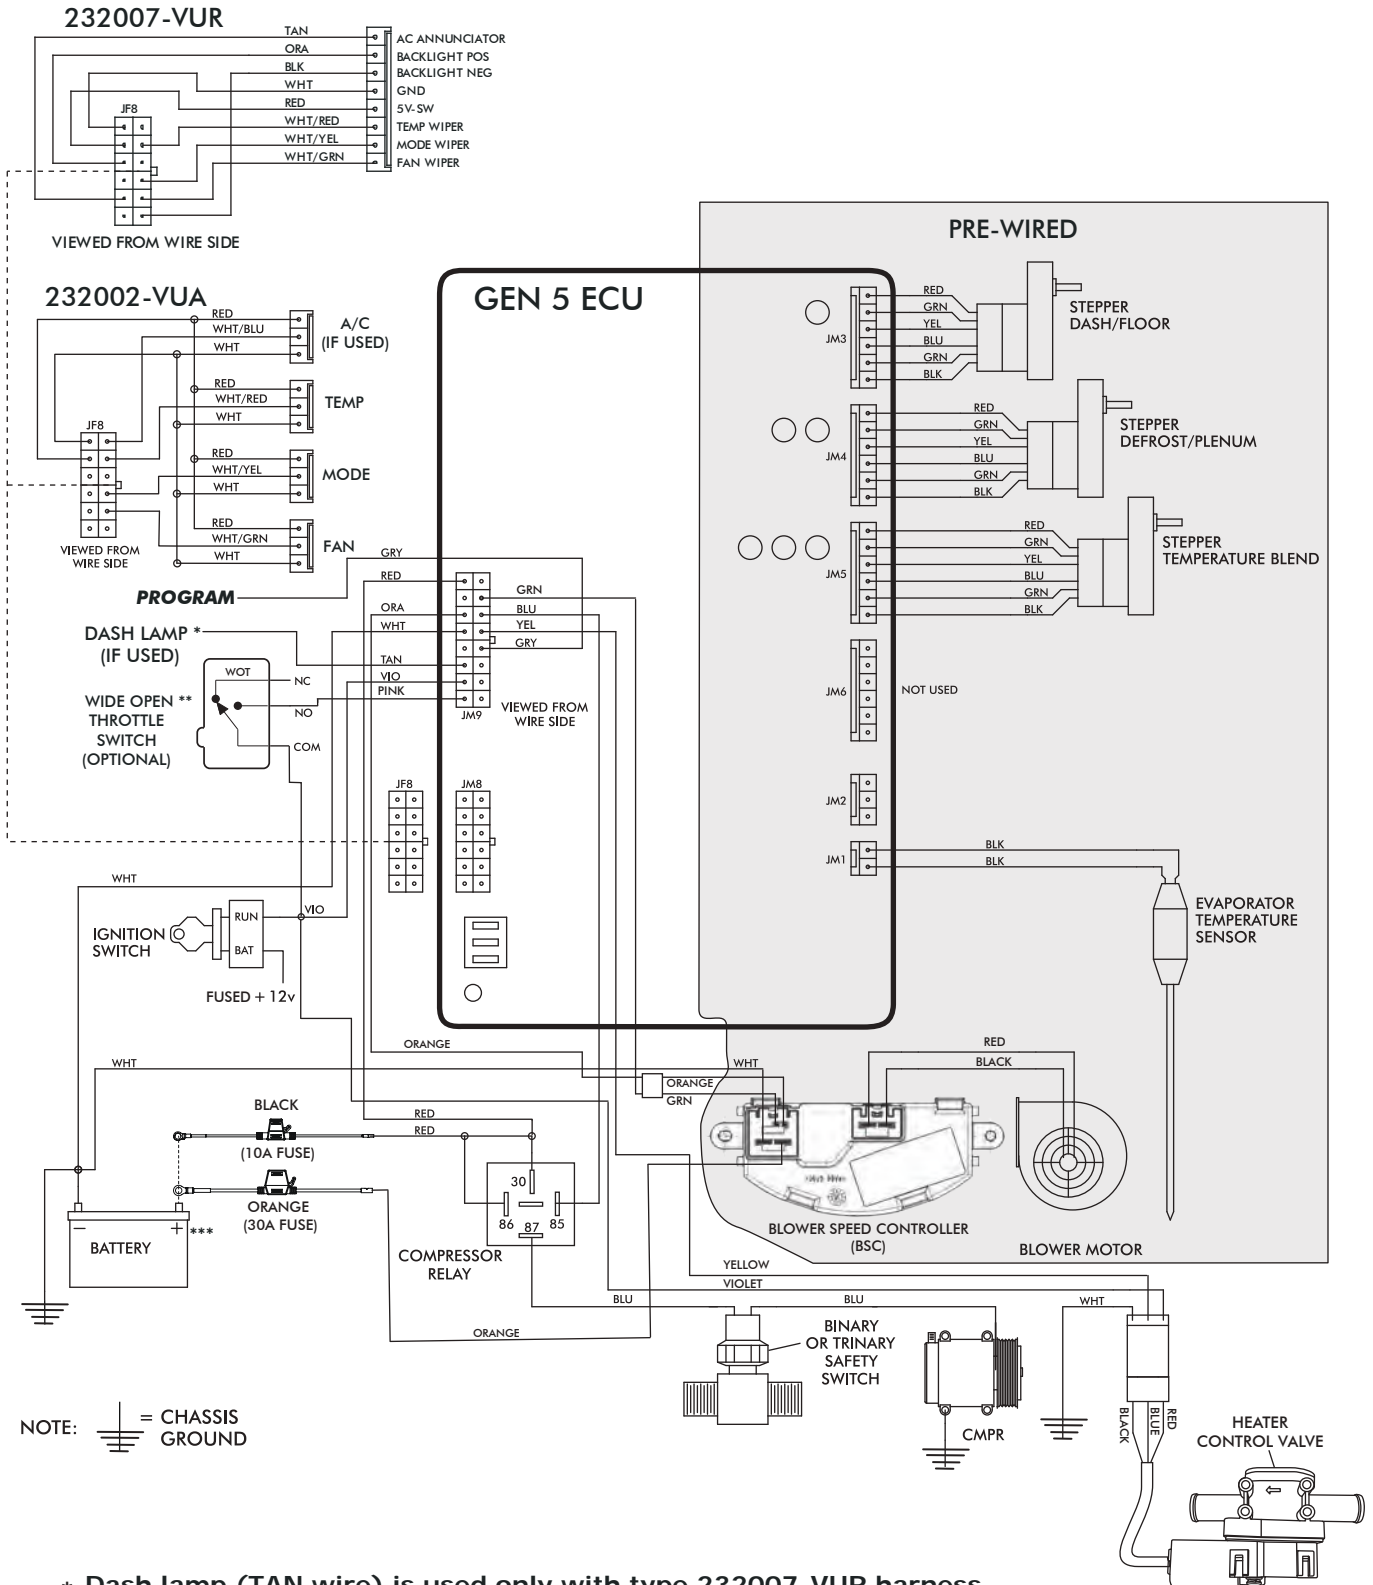 232007-VUR
TAN
ORA
BLK
WHT
RED
WHT/RED
WHT/YEL
WHT/GRN
AC ANNUNCIATOR
BACKLIGHT POS
BACKLIGHT NEG
GND
5V-SW
TEMP WIPER
MODE WIPER
FAN WIPER
JF8
VIEWED FROM WIRE SIDE
232002-VUA
RED
WHT/BLU
WHT
A/C
(IF USED)
RED
WHT/RED
WHT
TEMP
JF8
RED
WHT/YEL
WHT
MODE
RED
WHT/GRN
WHT
FAN
VIEWED FROM
WIRE SIDE
GEN 5 ECU
PRE-WIRED
JM3
RED
GRN
YEL
BLU
GRN
BLK
STEPPER
DASH/FLOOR
JM4
RED
GRN
YEL
BLU
GRN
BLK
STEPPER
DEFROST/PLENUM
JM5
RED
GRN
YEL
BLU
GRN
BLK
STEPPER
TEMPERATURE BLEND
JM6
NOT USED
JM2
JM1
BLK
BLK
EVAPORATOR
TEMPERATURE
SENSOR
PROGRAM
GRY
RED
ORA
WHT
TAN
VIO
PINK
GRN
BLU
YEL
GRY
JM9
VIEWED FROM
WIRE SIDE
DASH LAMP *
(IF USED)
WOT
NC
NO
COM
WIDE OPEN **
THROTTLE
SWITCH
(OPTIONAL)
JF8
JM8
WHT
VIO
IGNITION
SWITCH
RUN
BAT
FUSED + 12v
ORANGE
WHT
WHT
ORANGE
GRN
RED
BLACK
BLACK
(10A FUSE)
RED
RED
ORANGE
(30A FUSE)
30
86
87
85
COMPRESSOR
RELAY
BLOWER SPEED CONTROLLER
(BSC)
BLOWER MOTOR
-
+
***
BATTERY
YELLOW
VIOLET
BLU
BLU
WHT
ORANGE
BINARY
OR TRINARY
SAFETY
SWITCH
CMPR
BLACK
BLUE
RED
HEATER
CONTROL VALVE
NOTE:
= CHASSIS
GROUND
* Dash lamp (TAN wire) is used only with type 232007-VUR harness